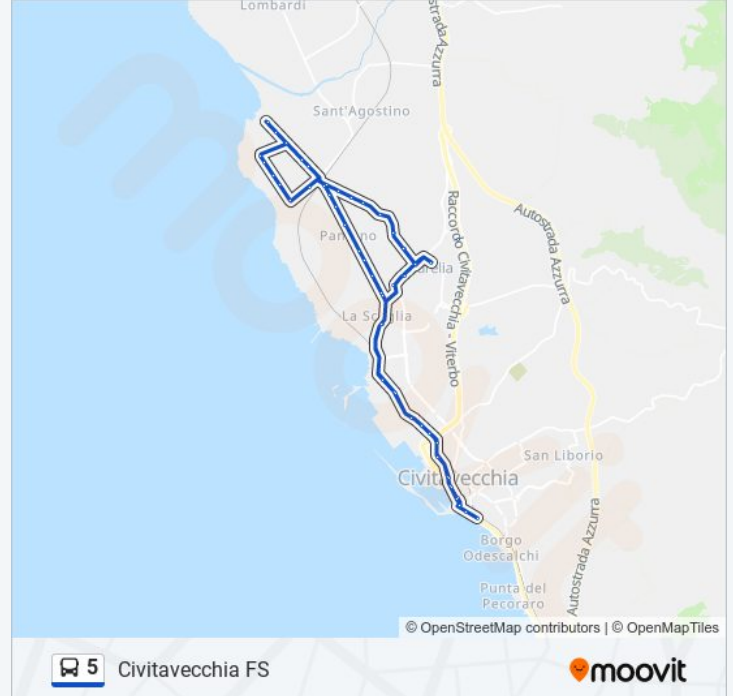 Lombardi
Autostrada Azzurra
Sant'Agostino
Autostrada Azzurra
Raccordo Civitavecchia - Viterbo
La Scaglia
San Liborio
Civitavecchia
Borgo
Odescalchi
Autostrada Azzurra
Punta del
Pecoraro
© OpenStreetMap contributors | © OpenMapTiles
5 Civitavecchia FS
moovit